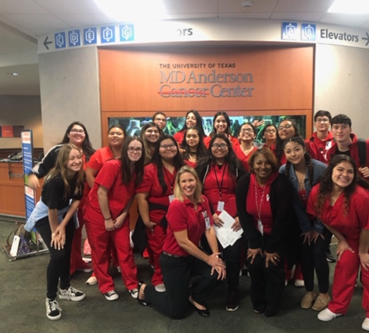 Elevators
THE UNIVERSITY OF TEXAS
MD Anderson
Cancer Center